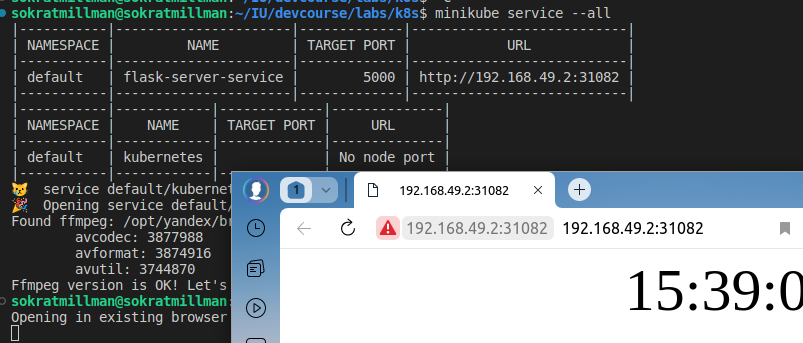 sokratmillman@sokratmillman:~/IU/devcourse/labs/k8s$ minikube service --all
| NAMESPACE | NAME | TARGET PORT | URL |
| default | flask-server-service | 5000 | http://192.168.49.2:31082 |
| NAMESPACE | NAME | TARGET PORT | URL |
| default | kubernetes | | No node port |
😿 service default/kubernet
🎉 Opening service default/
Found ffmpeg: /opt/yandex/br
avcodec: 3877988
avformat: 3874916
avutil: 3744870
Ffmpeg version is OK! Let's
sokratmillman@sokratmillman:
Opening in existing browser
1
192.168.49.2:31082
192.168.49.2:31082 192.168.49.2:31082
15:39:0